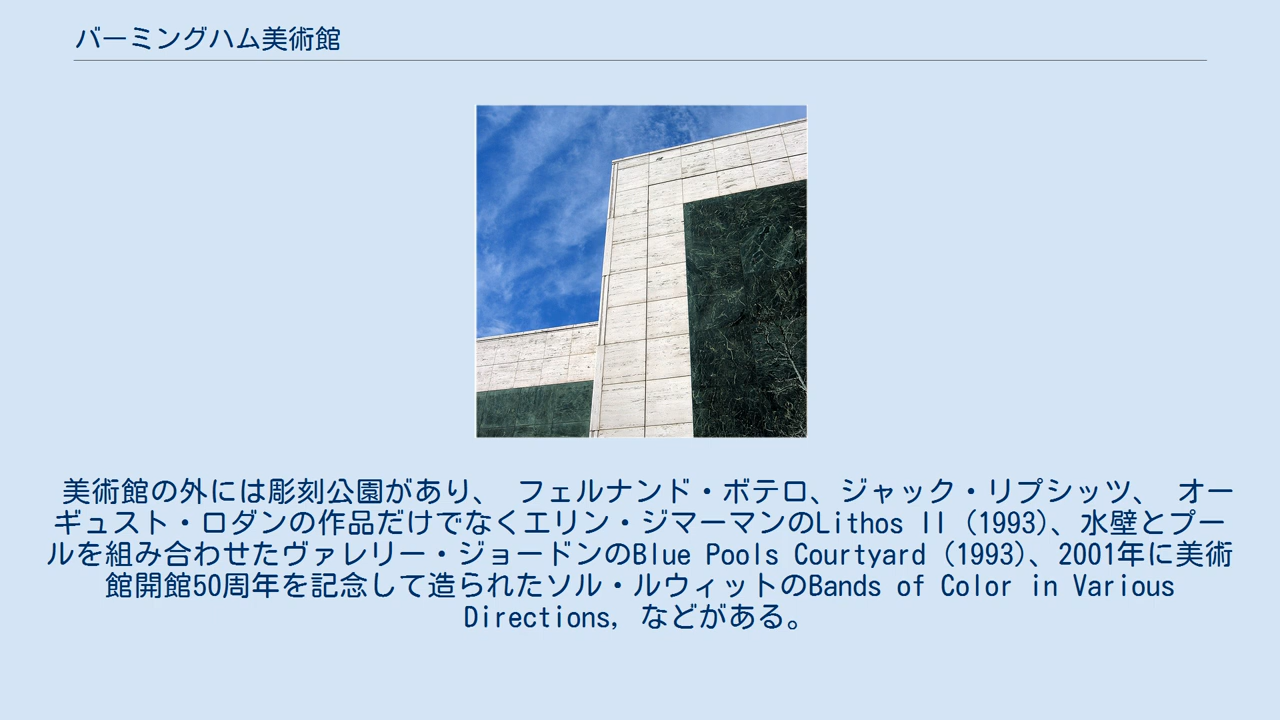 バーミングハム美術館
美術館の外には彫刻公園があり、 フェルナンド・ボテロ、ジャック・リプシッツ、 オー
ギュスト・ロダンの作品だけでなくエリン・ジマーマンのLithos II (1993)、水壁とプー
ルを組み合わせたヴァレリー・ジョードンのBlue Pools Courtyard (1993)、2001年に美術
館開館50周年を記念して造られたソル・ルウィットのBands of Color in Various
Directions, などがある。